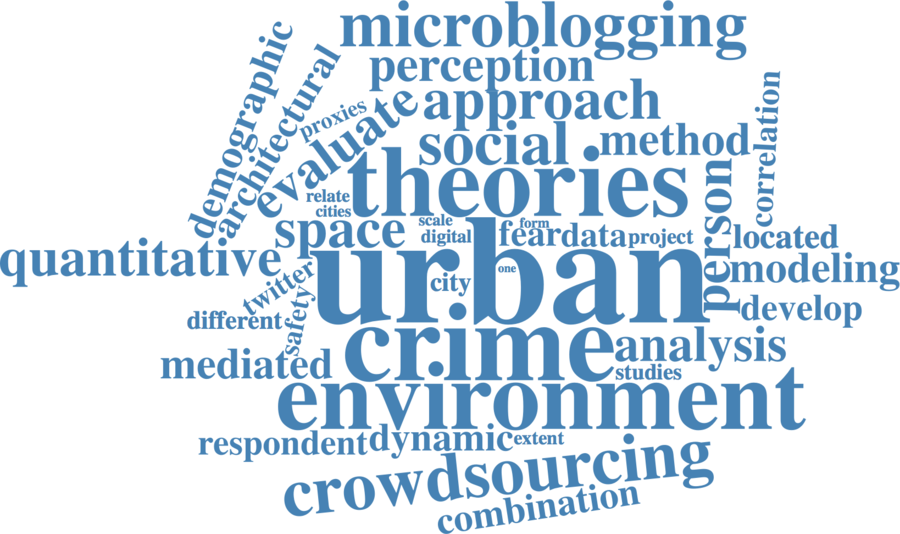 microblogging
perception
demographic
architectural
proxies
evaluate
approach
correlation
social
method
theories
relate
cities
person
scale
form
space
digital
fear
data
project
located
quantitative
urban
one
city
twitter
modeling
safety
develop
different
crime
analysis
mediated
studies
environment
respondent
dynamic
extent
crowdsourcing
combination